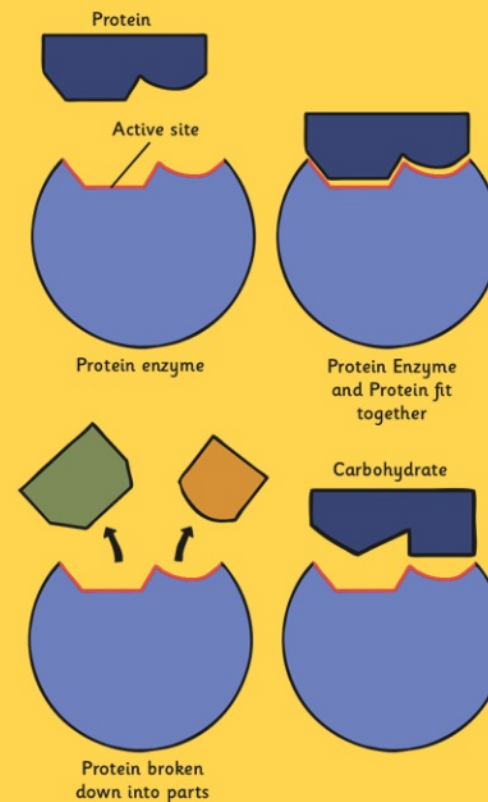 Protein
Active site
Protein enzyme
Protein Enzyme
and Protein fit
together
Carbohydrate
Protein broken
down into parts